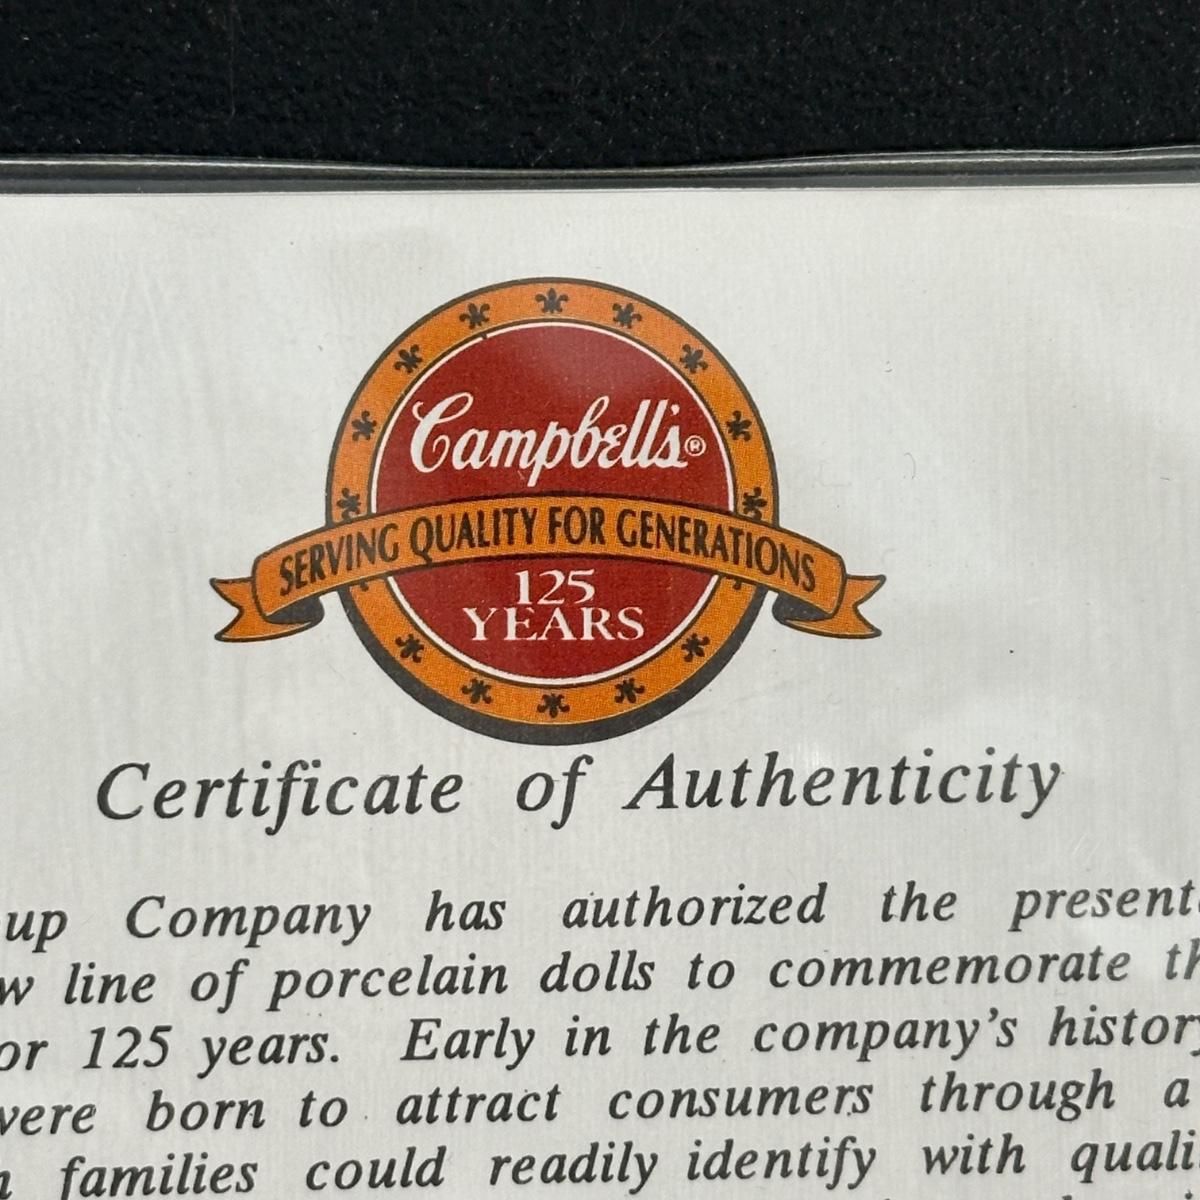 Campbell's®
SERVING QUALITY FOR GENERATIONS
125
YEARS
Certificate of Authenticity
up Company has authorized the present
w line of porcelain dolls to commemorate th
or 125 years. Early in the company's history
were born to attract consumers through a
families could readily identify with quali